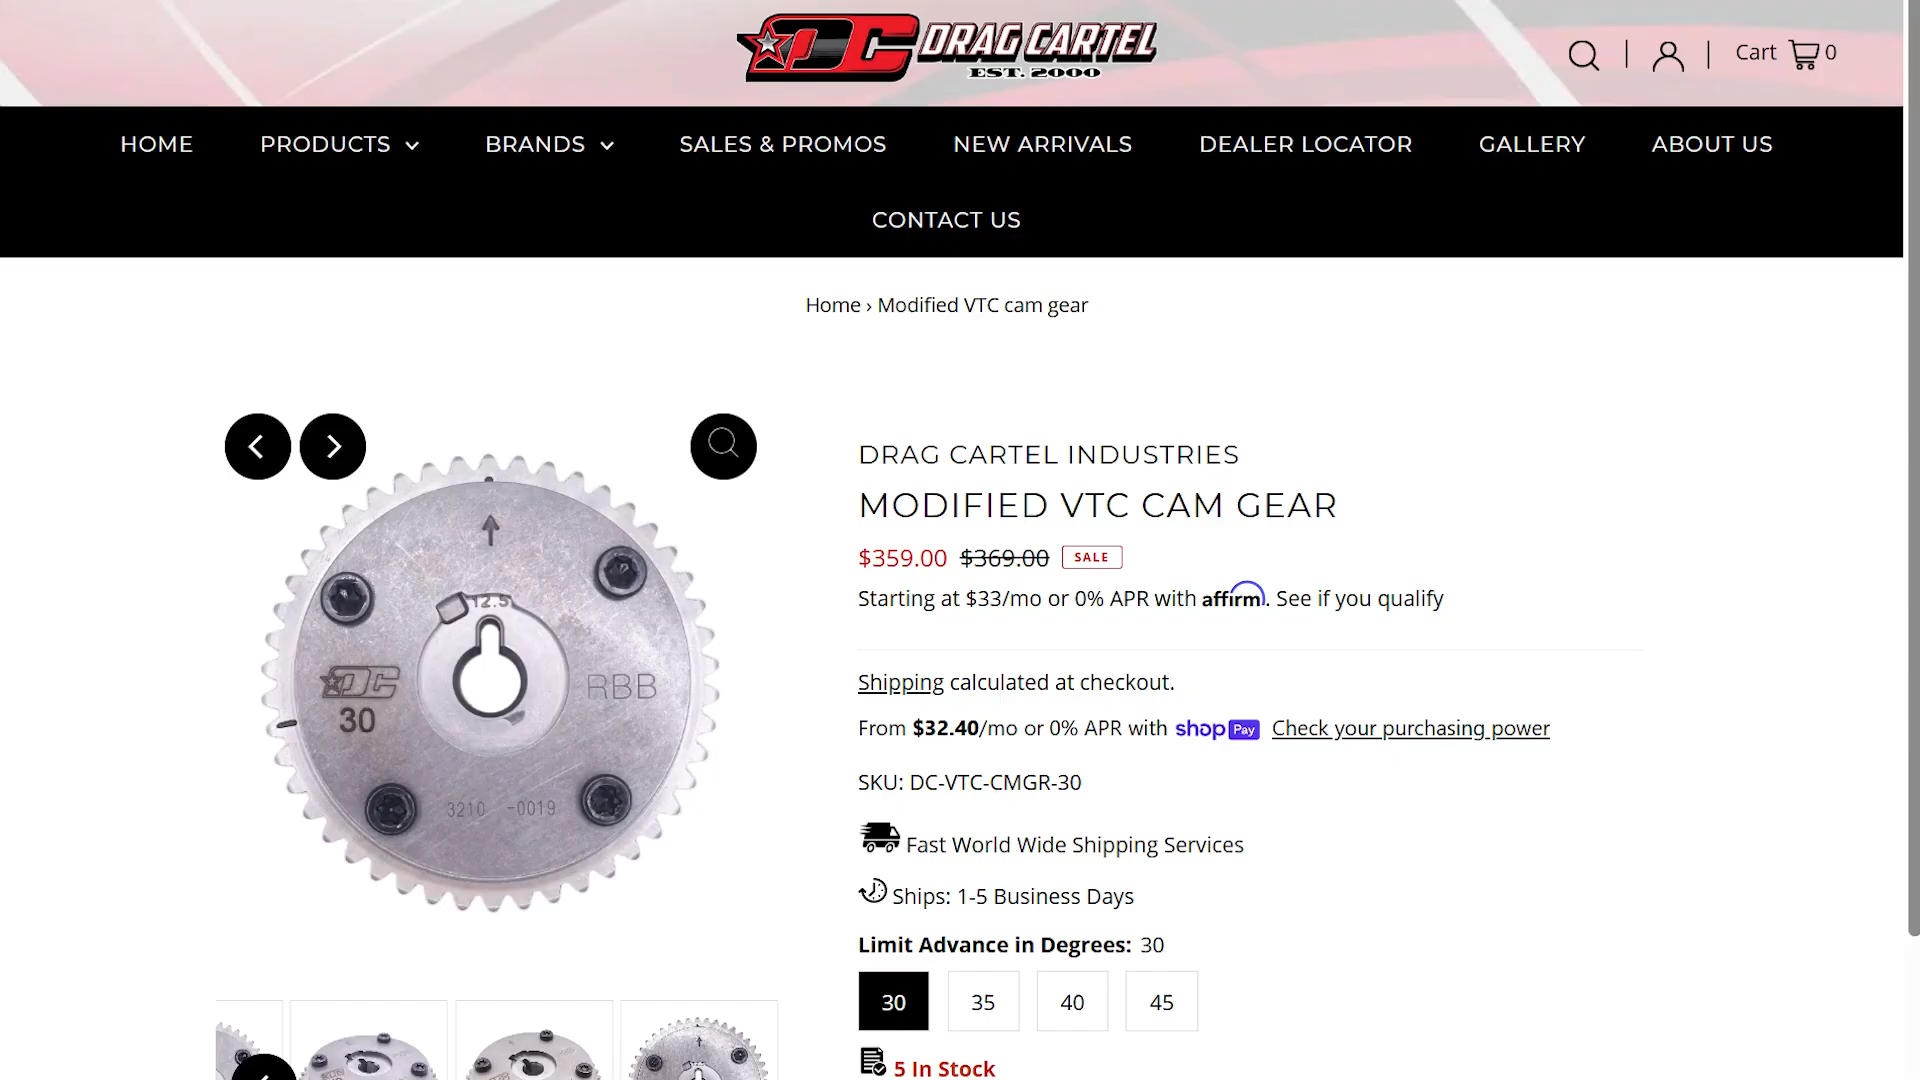 DC DRAG CARTEL
EST. 2000
Cart 0
HOME PRODUCTS BRANDS SALES & PROMOS NEW ARRIVALS DEALER LOCATOR GALLERY ABOUT US
CONTACT US
Home › Modified VTC cam gear
DRAG CARTEL INDUSTRIES
MODIFIED VTC CAM GEAR
$359.00 $369.00 SALE
Starting at $33/mo or 0% APR with affirm. See if you qualify
Shipping calculated at checkout.
From $32.40/mo or 0% APR with shop Pay Check your purchasing power
SKU: DC-VTC-CMGR-30
Fast World Wide Shipping Services
Ships: 1-5 Business Days
Limit Advance in Degrees: 30
30 35 40 45
5 In Stock
12.5
DC
30
RBB
3210 -0019